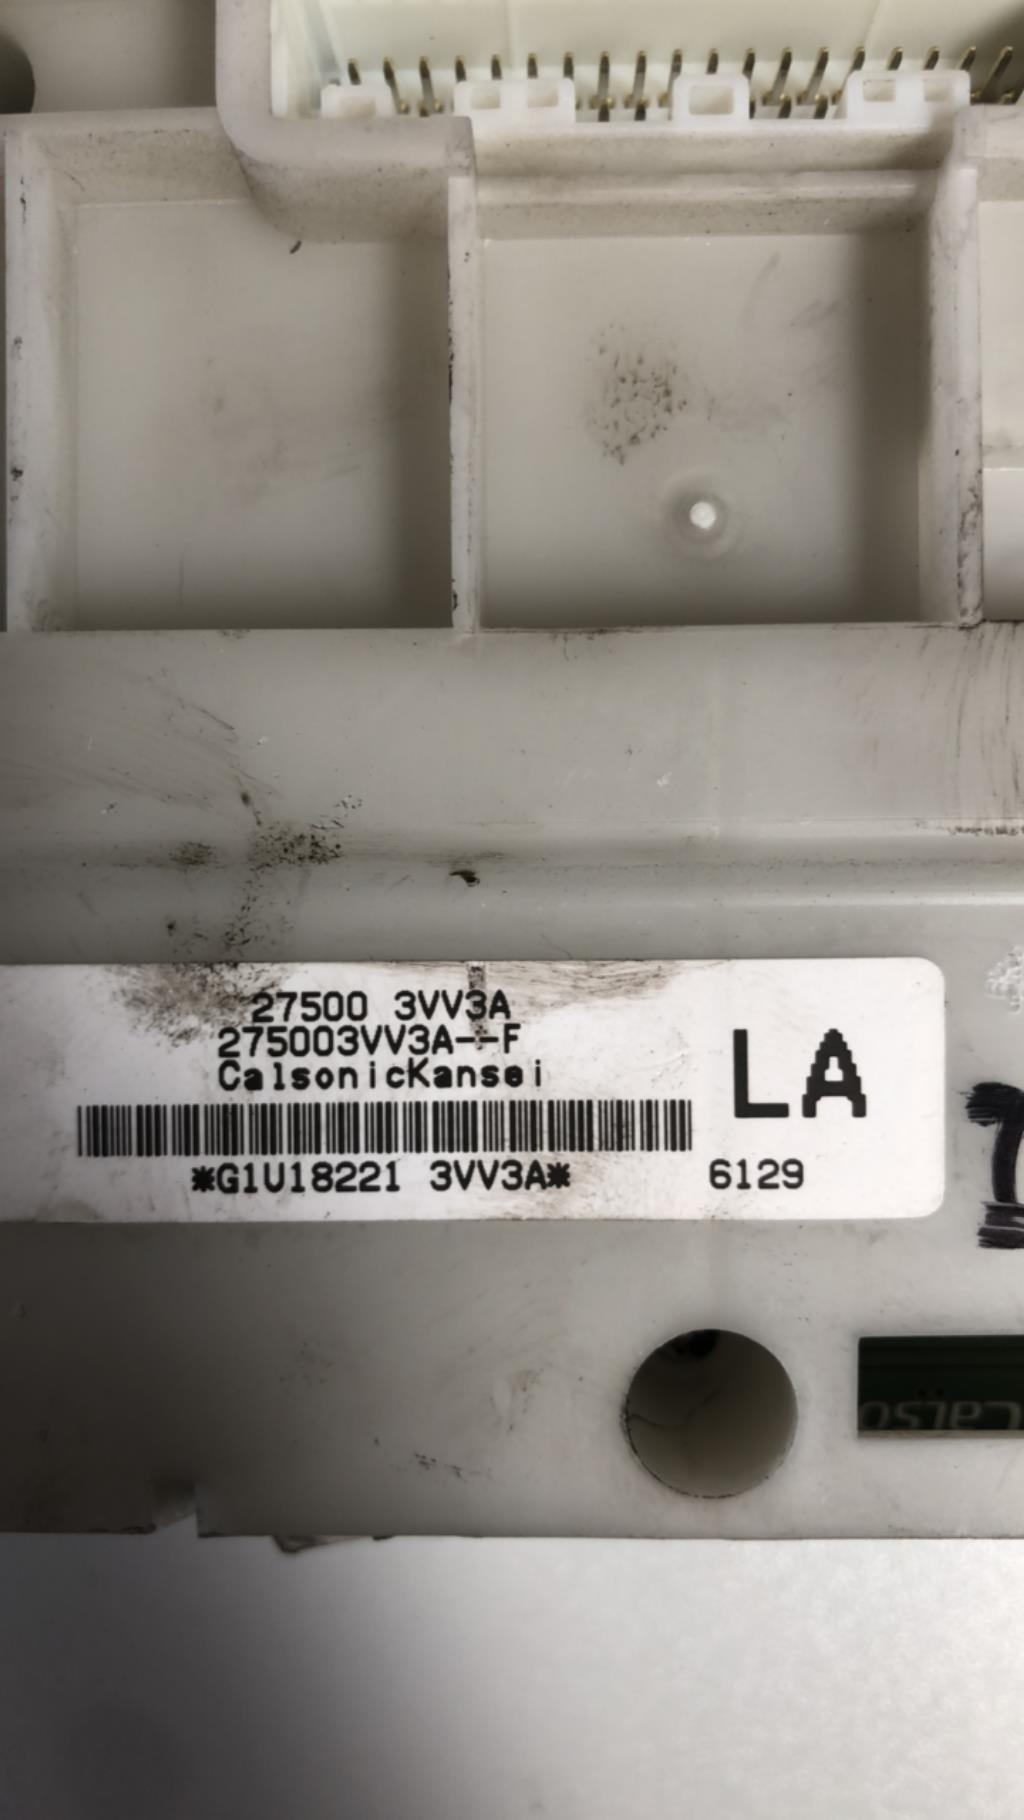 27500 3VV3A
275003VV3A--F
CalsonicKansei
LA
*G1U18221 3VV3A*
6129